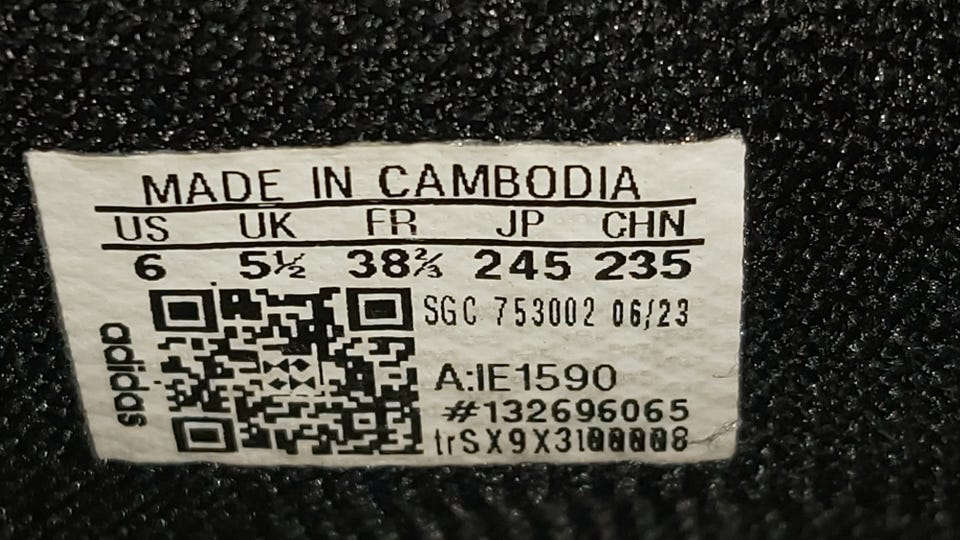 MADE IN CAMBODIA
US UK FR JP CHN
6 5½ 38⅔ 245 235
SGC 753002 06/23
adidas
A:IE1590
#132696065